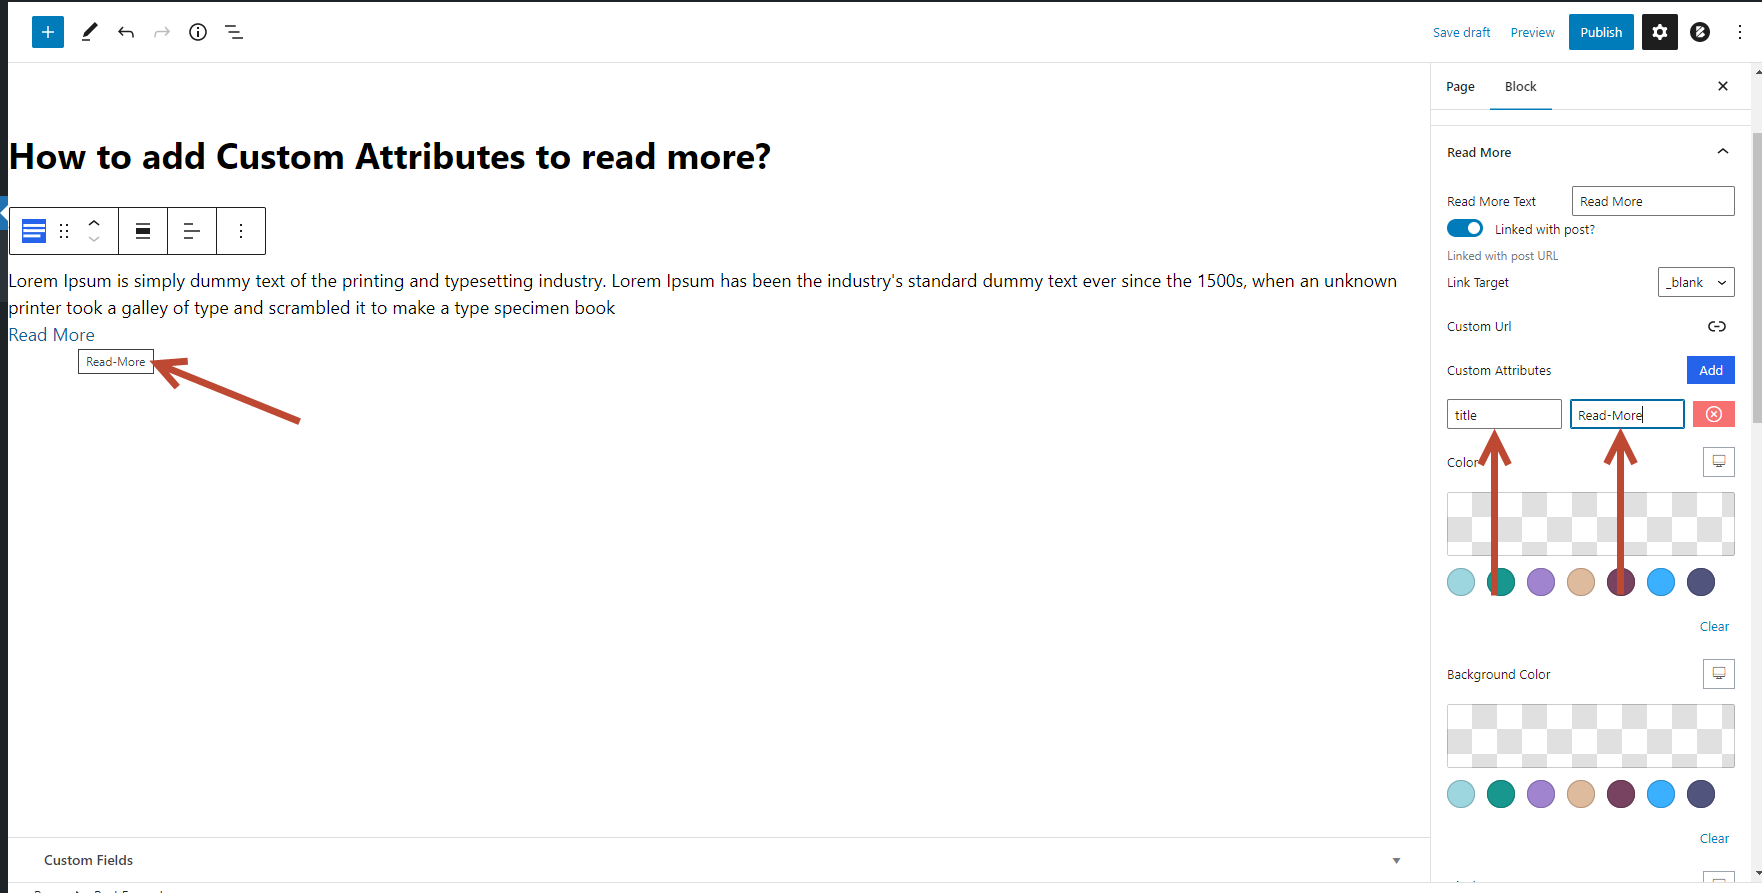 Save draft
Preview
Publish
Page
Block
How to add Custom Attributes to read more?
Lorem Ipsum is simply dummy text of the printing and typesetting industry. Lorem Ipsum has been the industry's standard dummy text ever since the 1500s, when an unknown
printer took a galley of type and scrambled it to make a type specimen book
Read More
Read-More
Read More
Read More Text
Read More
Linked with post?
Linked with post URL
Link Target
_blank
Custom Url
Custom Attributes
Add
title
Read-More
Color
Clear
Background Color
Clear
Custom Fields